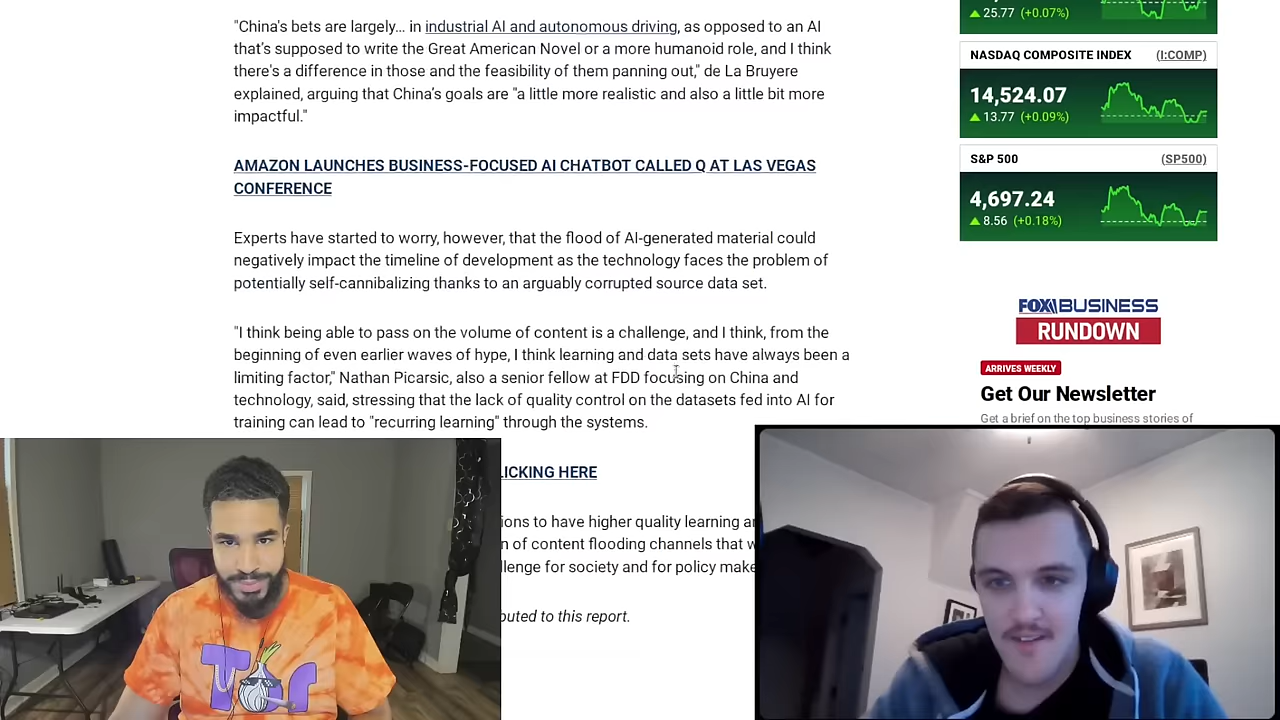 "China's bets are largely… in industrial AI and autonomous driving, as opposed to an AI
that's supposed to write the Great American Novel or a more humanoid role, and I think
there's a difference in those and the feasibility of them panning out," de La Bruyere
explained, arguing that China's goals are "a little more realistic and also a little bit more
impactful."
AMAZON LAUNCHES BUSINESS-FOCUSED AI CHATBOT CALLED Q AT LAS VEGAS
CONFERENCE
Experts have started to worry, however, that the flood of AI-generated material could
negatively impact the timeline of development as the technology faces the problem of
potentially self-cannibalizing thanks to an arguably corrupted source data set.
"I think being able to pass on the volume of content is a challenge, and I think, from the
beginning of even earlier waves of hype, I think learning and data sets have always been a
limiting factor," Nathan Picarsic, also a senior fellow at FDD focusing on China and
technology, said, stressing that the lack of quality control on the datasets fed into AI for
training can lead to "recurring learning" through the systems.
LICKING HERE
ions to have higher quality learning
n of content flooding channels that
llenge for society and for policy
buted to this report.
25.77 (+0.07%)
NASDAQ COMPOSITE INDEX (I:COMP)
14,524.07
13.77 (+0.09%)
S&P 500 (SP500)
4,697.24
8.56 (+0.18%)
FOX BUSINESS
RUNDOWN
ARRIVES WEEKLY
Get Our Newsletter
Get a brief on the top business stories of
Tor